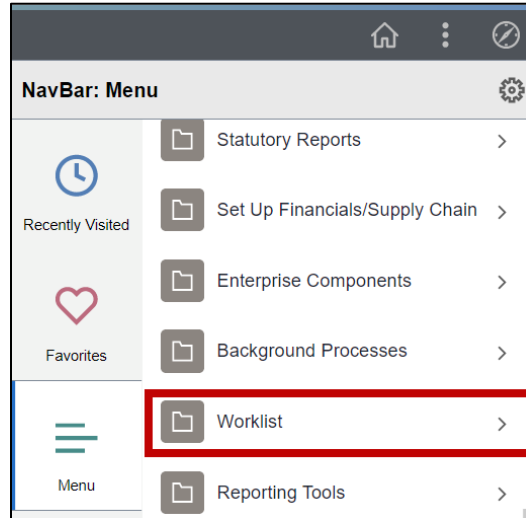 NavBar: Menu
Statutory Reports
Recently Visited
Set Up Financials/Supply Chain
Enterprise Components
Favorites
Background Processes
Worklist
Menu
Reporting Tools